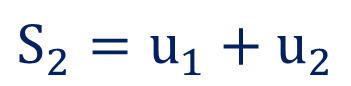 S₂ = u₁ + u₂